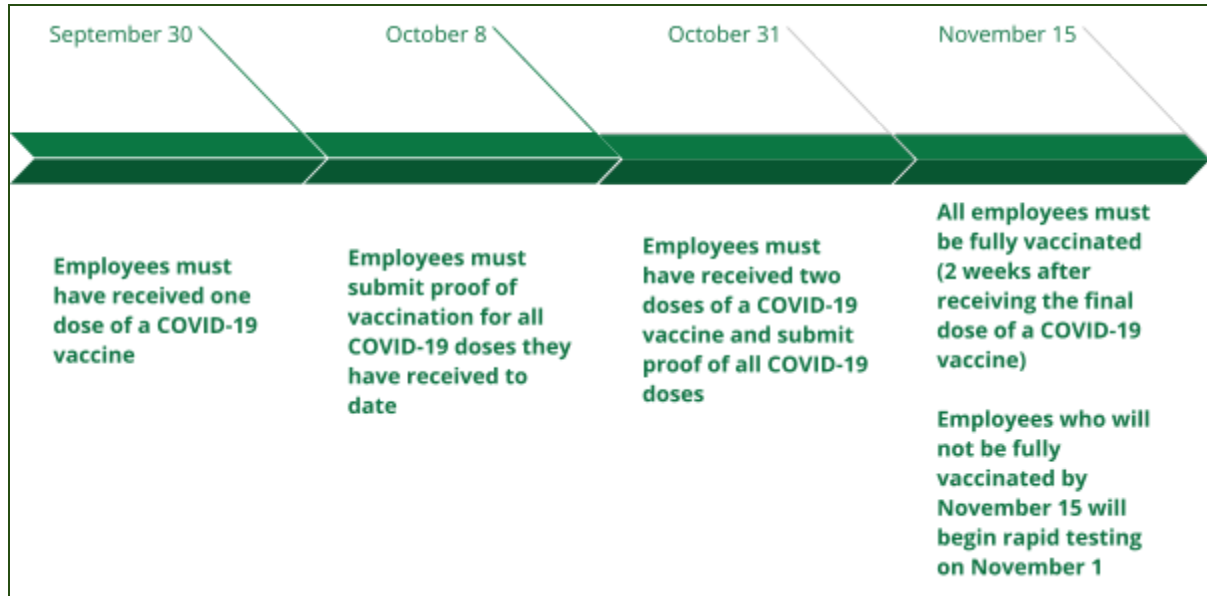 September 30
October 8
October 31
November 15
Employees must
have received one
dose of a COVID-19
vaccine
Employees must
submit proof of
vaccination for all
COVID-19 doses they
have received to
date
Employees must
have received two
doses of a COVID-19
vaccine and submit
proof of all COVID-19
doses
All employees must
be fully vaccinated
(2 weeks after
receiving the final
dose of a COVID-19
vaccine)
Employees who will
not be fully
vaccinated by
November 15 will
begin rapid testing
on November 1